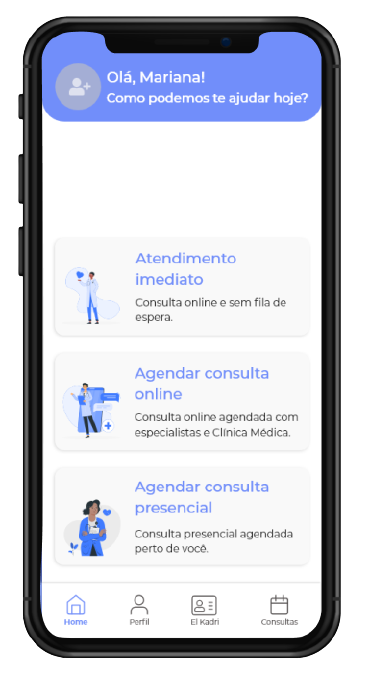 Olá, Mariana!
Como podemos te ajudar hoje?
Atendimento
imediato
Consulta online e sem fila de
espera.
Agendar consulta
online
Consulta online agendada com
especialistas e Clínica Médica.
Agendar consulta
presencial
Consulta presencial agendada
perto de você.
Home
Perfil
El Kadri
Consultas